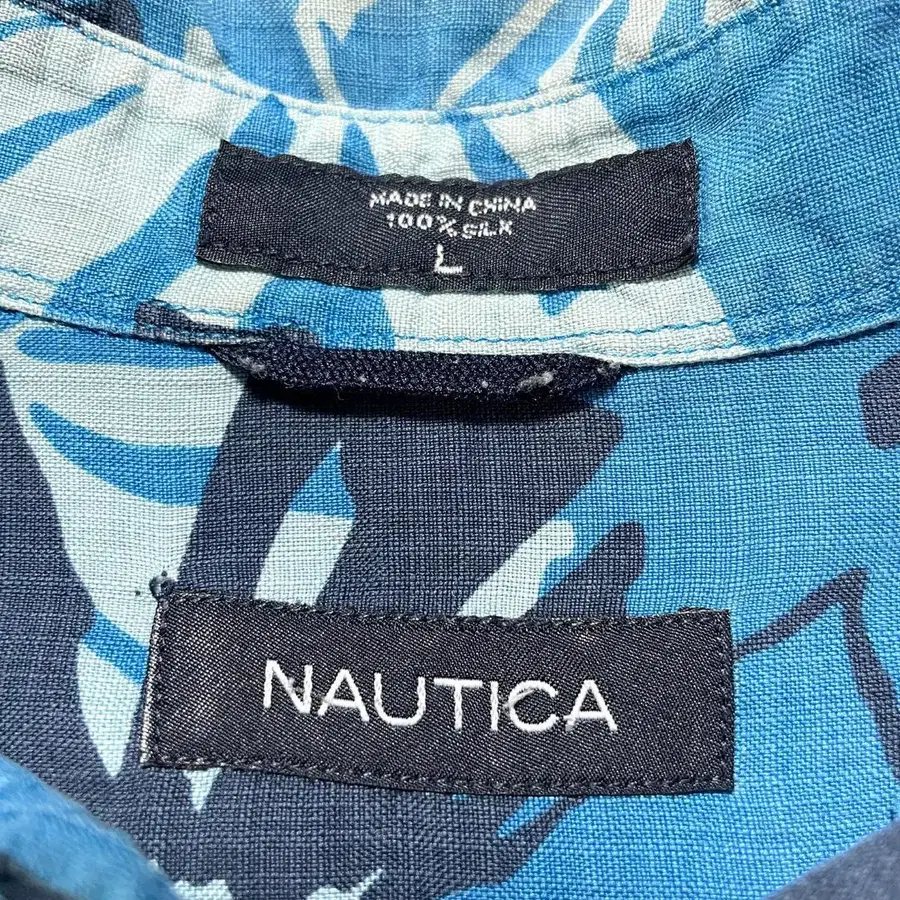 MADE IN CHINA
100% SILK
L
NAUTICA